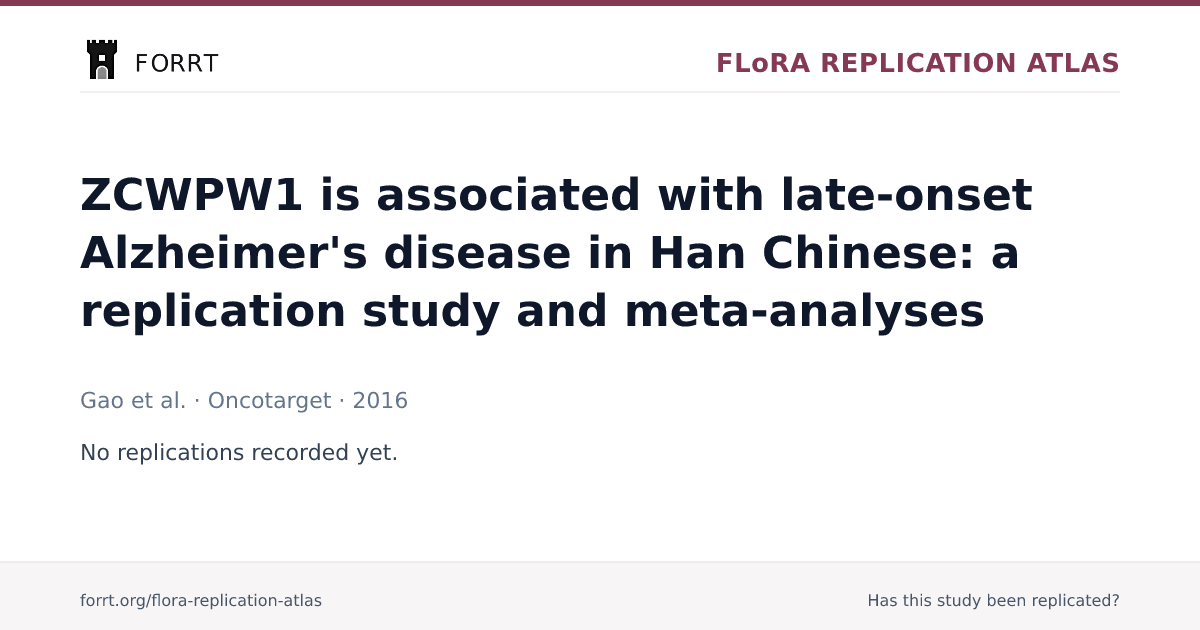 FORRT
FLoRA REPLICATION ATLAS
ZCWPW1 is associated with late-onset
Alzheimer's disease in Han Chinese: a
replication study and meta-analyses
Gao et al. · Oncotarget · 2016
No replications recorded yet.
forrt.org/flora-replication-atlas
Has this study been replicated?